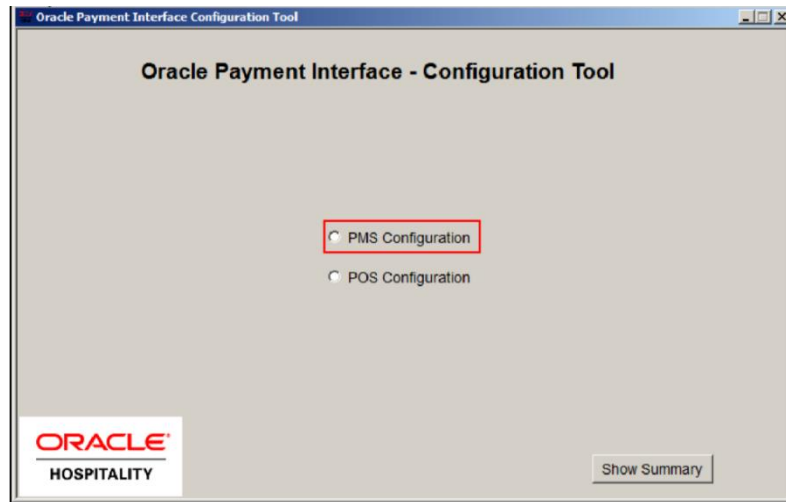 Oracle Payment Interface Configuration Tool
Oracle Payment Interface - Configuration Tool
PMS Configuration
POS Configuration
ORACLE
HOSPITALITY
Show Summary